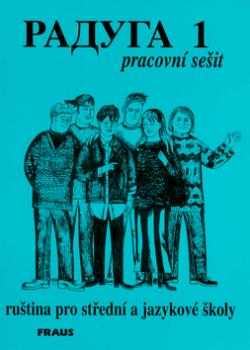 РАДУГА 1
pracovní sešit
ruština pro střední a jazykové školy
FRAUS